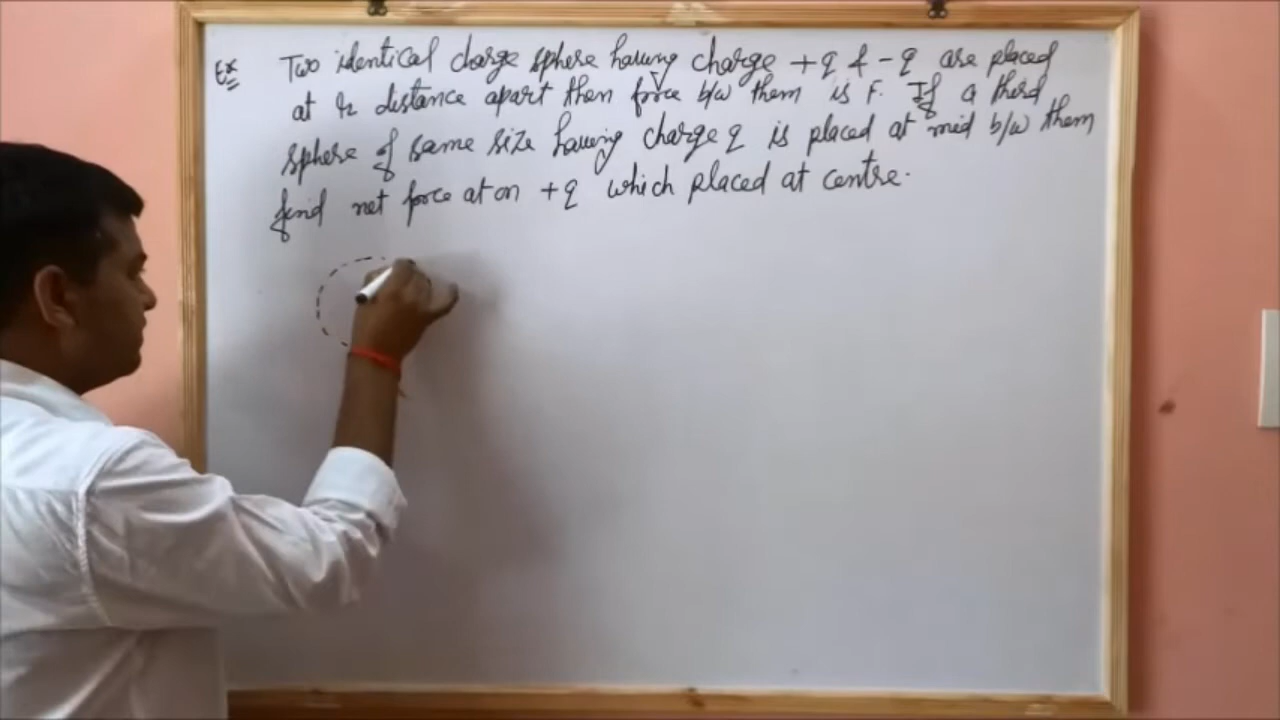 Ex Two identical charge sphere having charge +q & -q are placed
at r distance apart then force b/w them is F. If a third
sphere of same size having charge q is placed at mid b/w them
find net force at on +q which placed at centre.